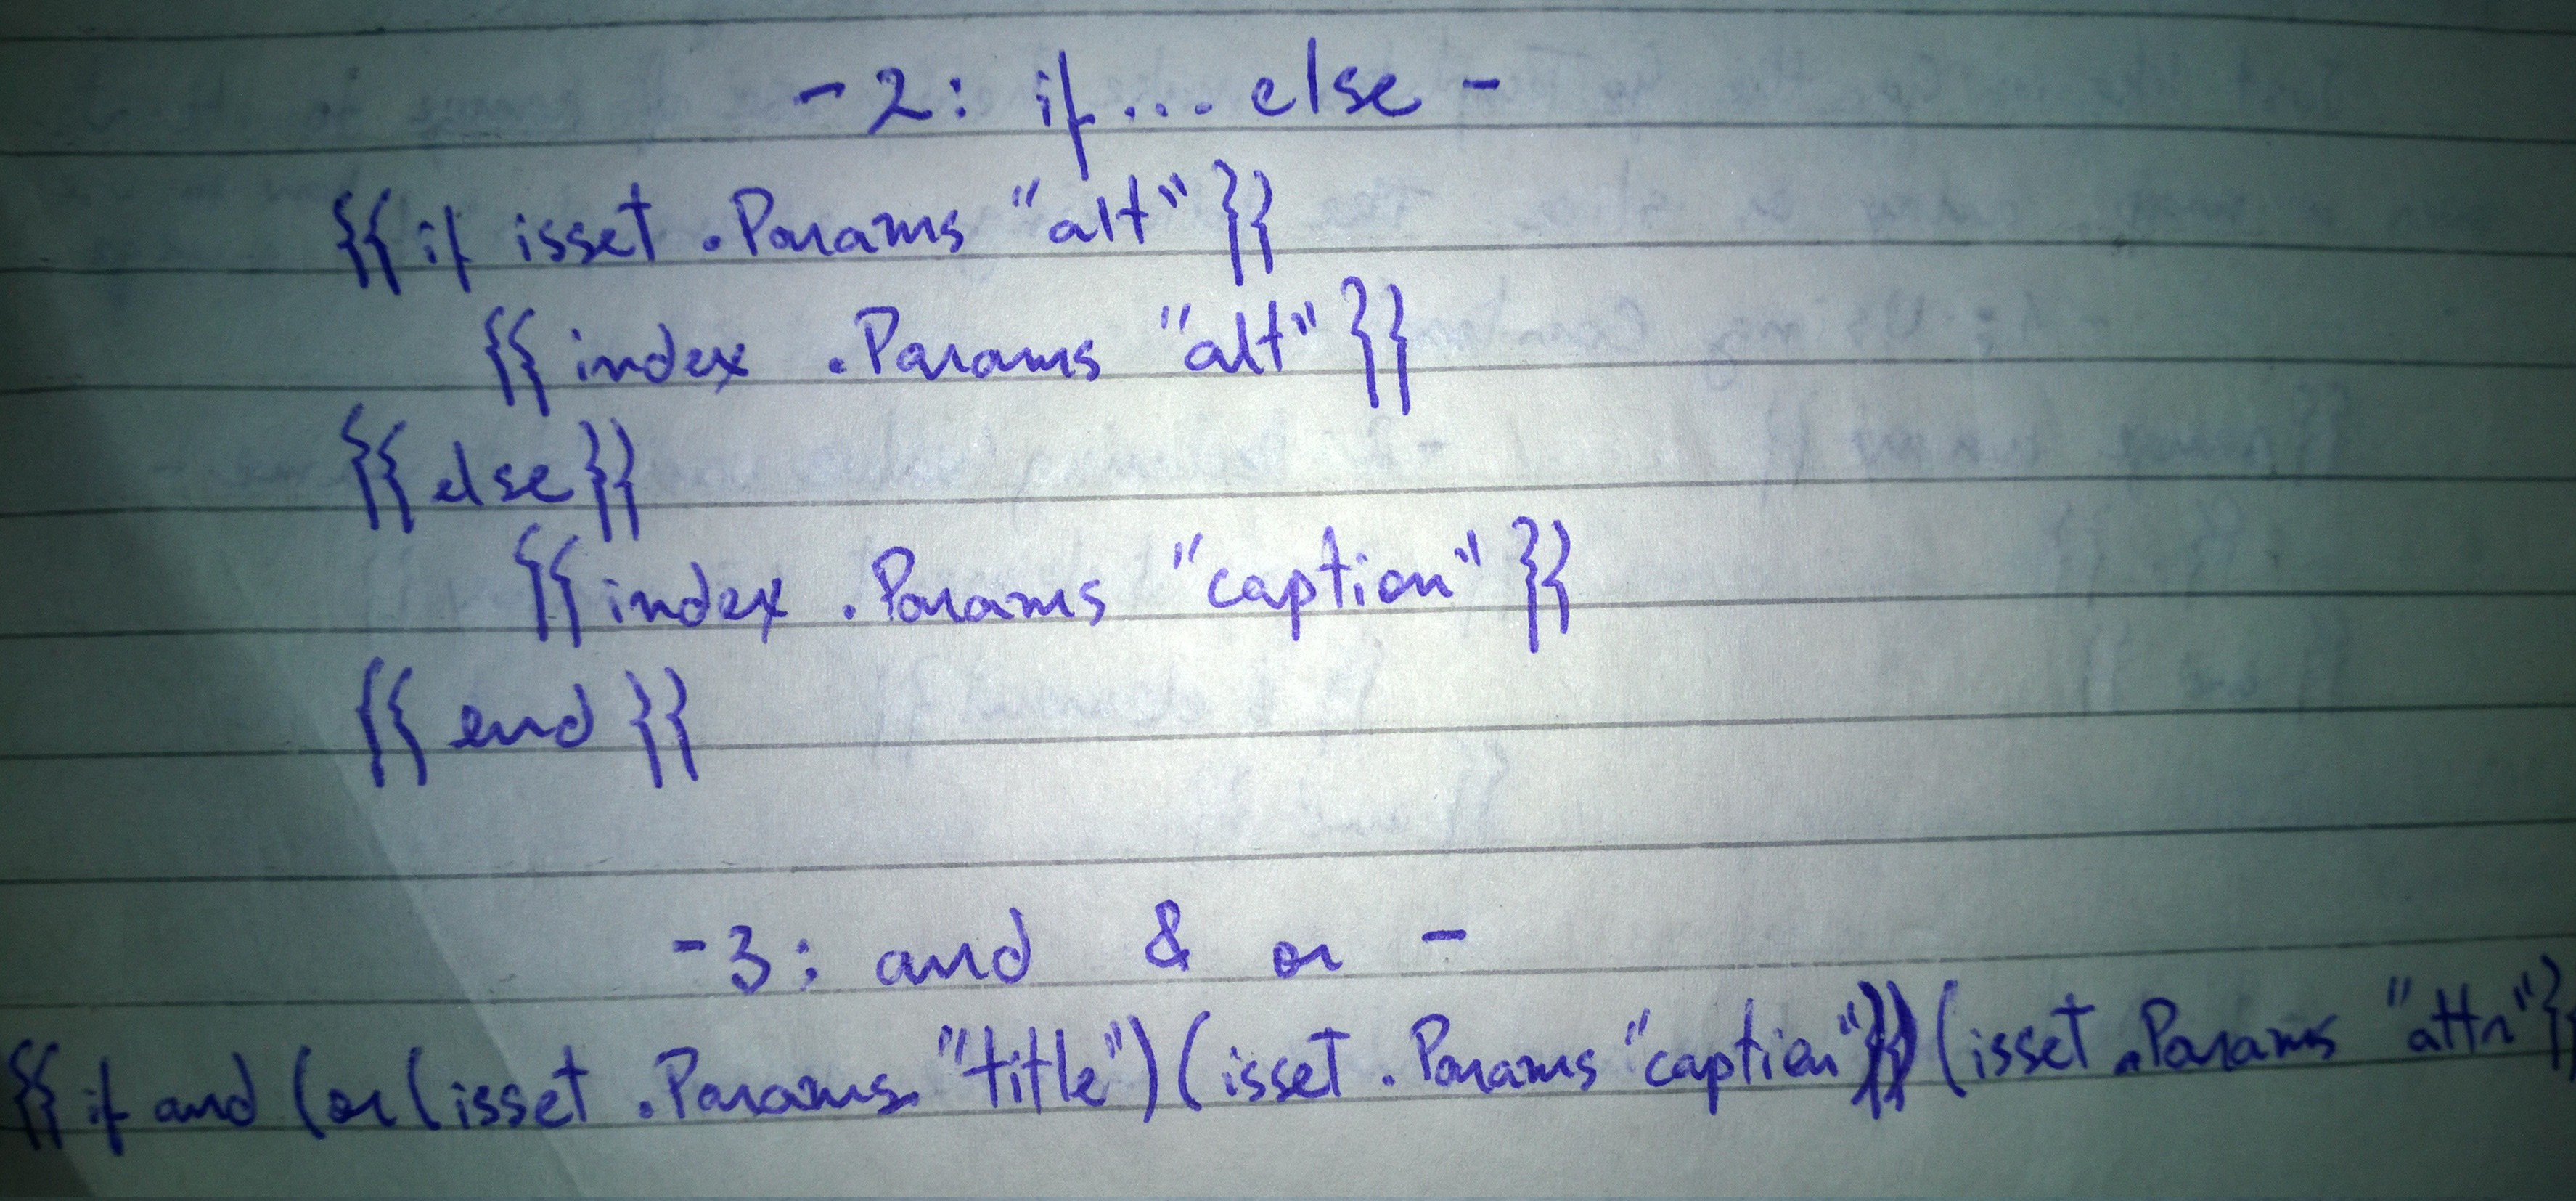 - 2: if... else -
{{ if isset .Params "alt" }}
{{ index .Params "alt" }}
{{ else }}
{{ index .Params "caption" }}
{{ end }}
- 3: and & or -
{{ if and (or (isset .Params "title") (isset .Params "caption")) (isset .Params "attr" }}